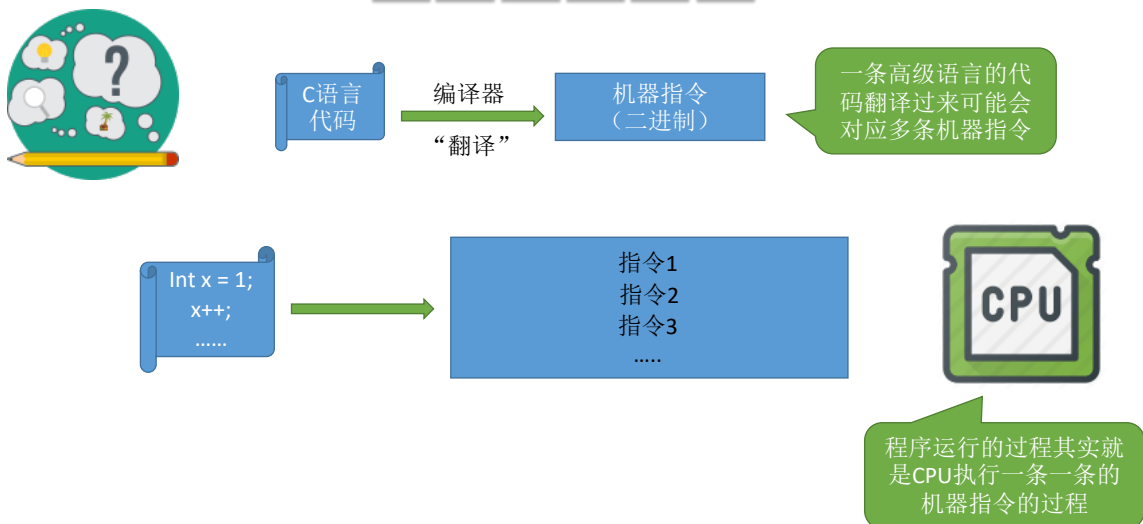 ?
C语言
代码
编译器
“翻译”
机器指令
（二进制）
一条高级语言的代
码翻译过来可能会
对应多条机器指令
Int x = 1;
x++;
……
指令1
指令2
指令3
…..
CPU
程序运行的过程其实就
是CPU执行一条一条的
机器指令的过程